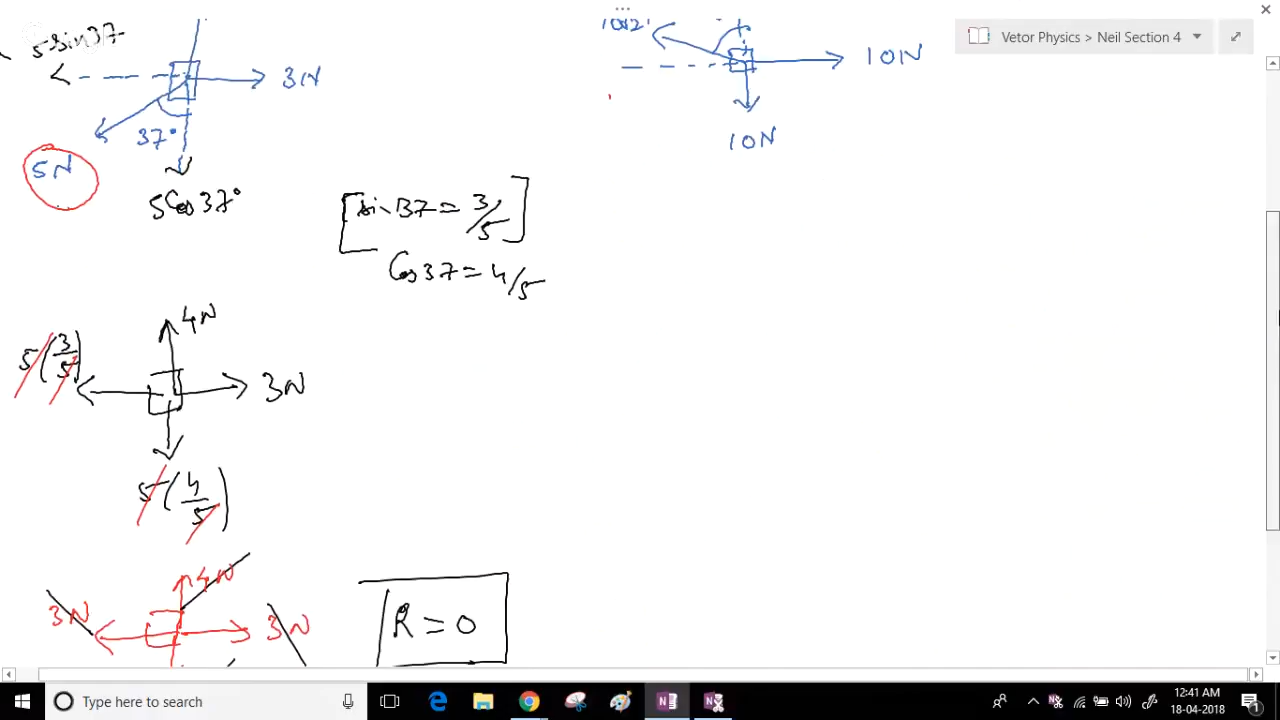 Vetor Physics > Neil Section 4
5 sin 37
3N
37°
5N
5 Cos 37°
10N
10N
sin 37 = 3/5
Cos 37 = 4/5
4N
5 (3/5)
3N
5 (4/5)
4N
3N
3N
R = 0
Type here to search
12:41 AM
18-04-2018
1